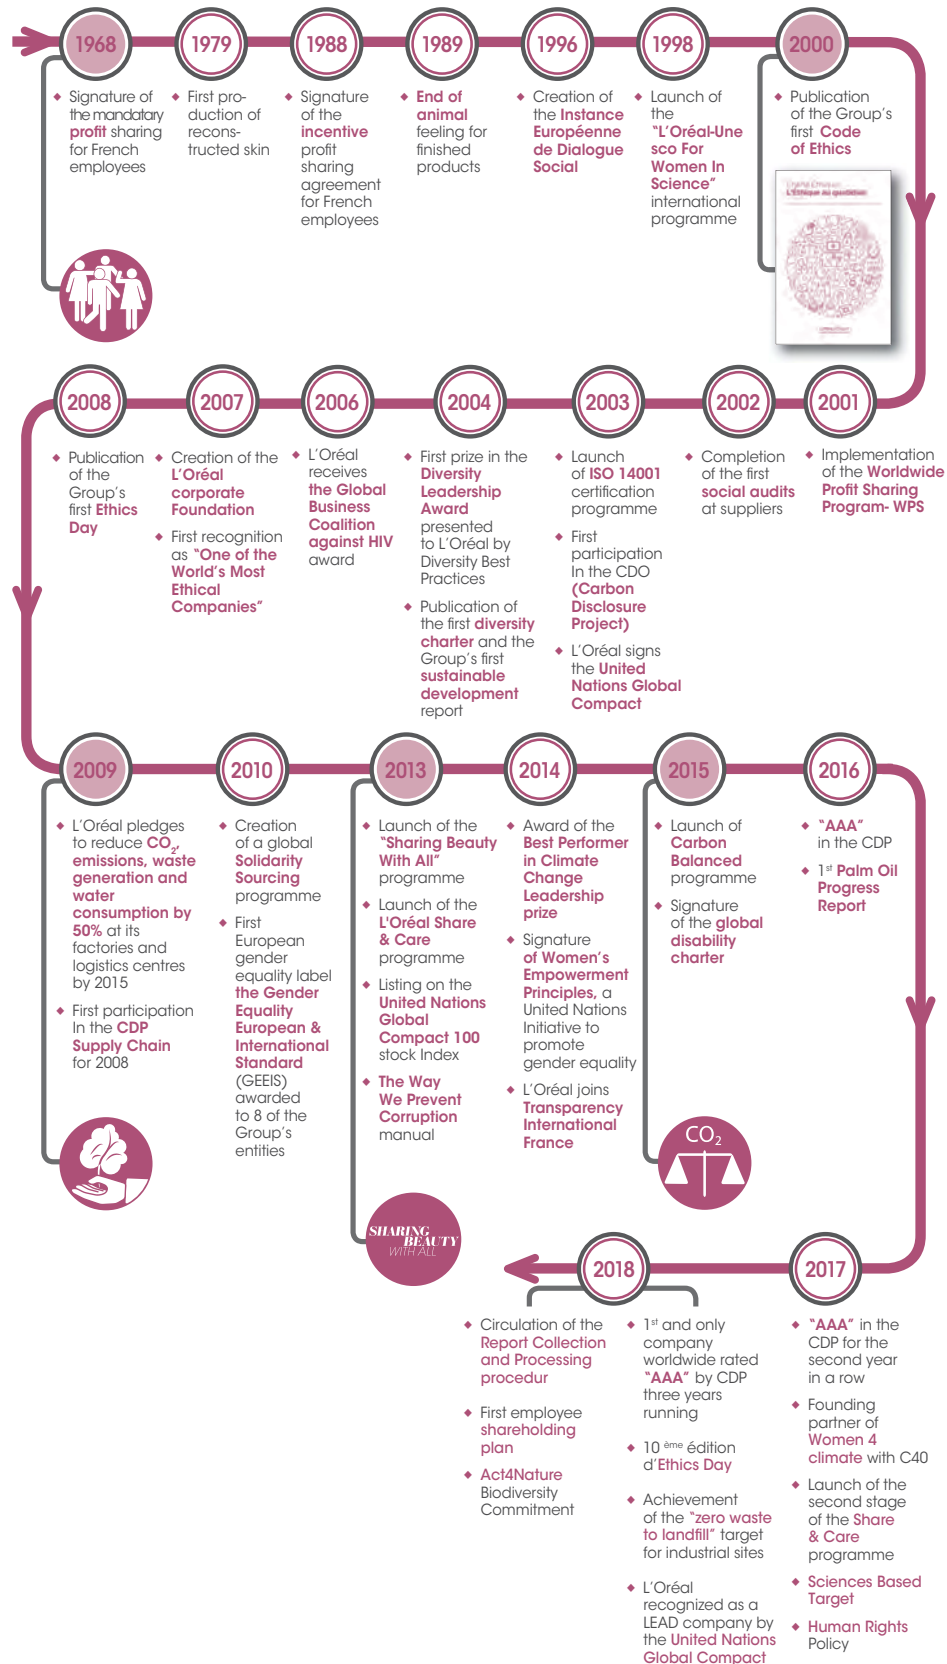 1968
Signature of
the mandatory
profit sharing
for French
employees
1979
First pro-
duction of
recons-
tructed skin
1988
Signature
of the
incentive
profit
sharing
agreement
for French
employees
1989
End of
animal
feeling for
finished
products
1996
Creation of
the Instance
Européenne
de Dialogue
Social
1998
Launch of
the
“L’Oréal-Une
sco For
Women In
Science”
international
programme
2000
Publication
of the Group’s
first Code
of Ethics
L’Éthique au quotidien
2008
Publication
of the
Group’s
first Ethics
Day
2007
Creation of the
L’Oréal
corporate
Foundation
First recognition
as “One of the
World’s Most
Ethical
Companies”
2006
L’Oréal
receives
the Global
Business
Coalition
against HIV
award
2004
First prize in the
Diversity
Leadership
Award
presented
to L’Oréal by
Diversity Best
Practices
Publication of
the first diversity
charter and the
Group’s first
sustainable
development
report
2003
Launch
of ISO 14001
certification
programme
First
participation
In the CDO
(Carbon
Disclosure
Project)
L’Oréal signs
the United
Nations Global
Compact
2002
Completion
of the first
social audits
at suppliers
2001
Implementation
of the Worldwide
Profit Sharing
Program- WPS
2009
L’Oréal pledges
to reduce CO2,
emissions, waste
generation and
water
consumption by
50% at its
factories and
logistics centres
by 2015
First participation
In the CDP
Supply Chain
for 2008
2010
Creation
of a global
Solidarity
Sourcing
programme
First
European
gender
equality label
the Gender
Equality
European &
International
Standard
(GEEIS)
awarded
to 8 of the
Group’s
entities
2013
Launch of the
“Sharing Beauty
With All”
programme
Launch of the
L'Oréal Share
& Care
programme
Listing on the
United Nations
Global
Compact 100
stock Index
The Way
We Prevent
Corruption
manual
SHARING
BEAUTY
WITH ALL
2014
Award of the
Best Performer
in Climate
Change
Leadership
prize
Signature
of Women’s
Empowerment
Principles, a
United Nations
Initiative to
promote
gender equality
L’Oréal joins
Transparency
International
France
2015
Launch of
Carbon
Balanced
programme
Signature
of the global
disability
charter
CO2
2016
“AAA”
in the CDP
1st Palm Oil
Progress
Report
2018
Circulation of the
Report Collection
and Processing
procedur
First employee
shareholding
plan
Act4Nature
Biodiversity
Commitment
1st and only
company
worldwide rated
“AAA” by CDP
three years
running
10 ème édition
d’Ethics Day
Achievement
of the “zero waste
to landfill” target
for industrial sites
L’Oréal
recognized as a
LEAD company by
the United Nations
Global Compact
2017
“AAA” in the
CDP for the
second year
in a row
Founding
partner of
Women 4
climate with C40
Launch of the
second stage
of the Share
& Care
programme
Sciences Based
Target
Human Rights
Policy